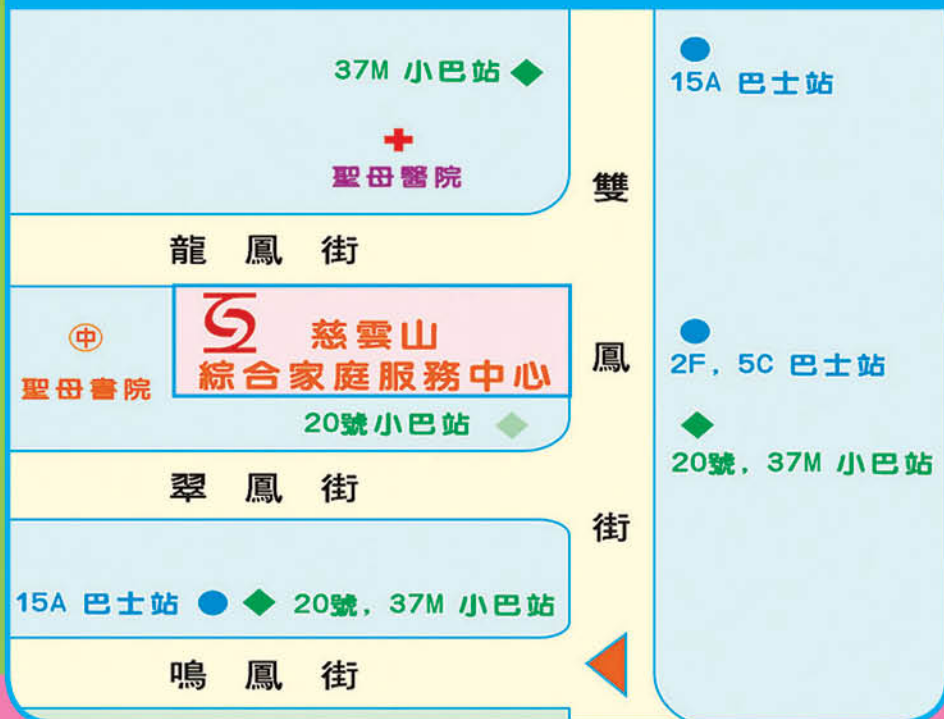 37M 小巴站
15A 巴士站
聖母醫院
雙鳳街
龍鳳街
慈雲山
綜合家庭服務中心
中
聖母書院
2F, 5C 巴士站
20號小巴站
20號, 37M 小巴站
翠鳳街
15A 巴士站
20號, 37M 小巴站
鳴鳳街